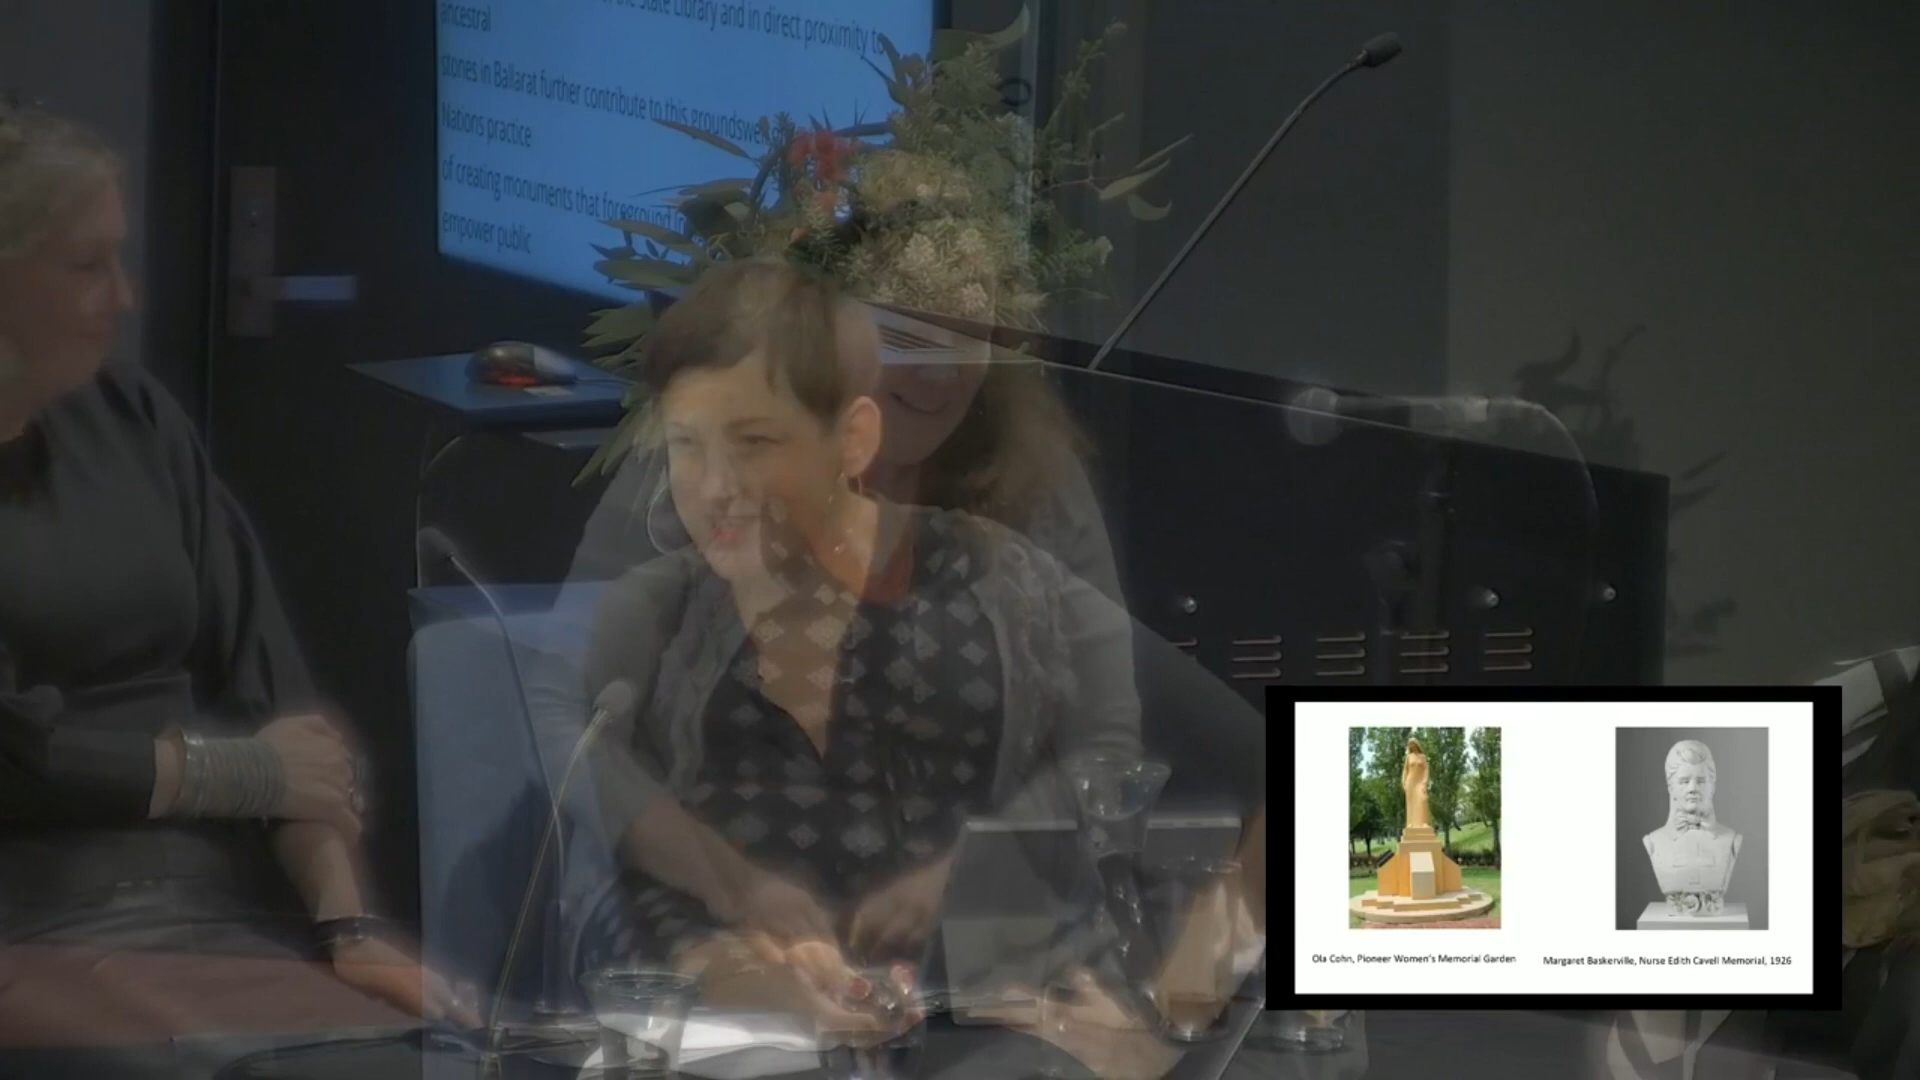 the State Library and in direct proximity to
ancestral
stones in Ballarat further contribute to this groundswell
Nations practice
of creating monuments that foreground
empower public
Ola Cohn, Pioneer Women's Memorial Garden
Margaret Baskerville, Nurse Edith Cavell Memorial, 1926